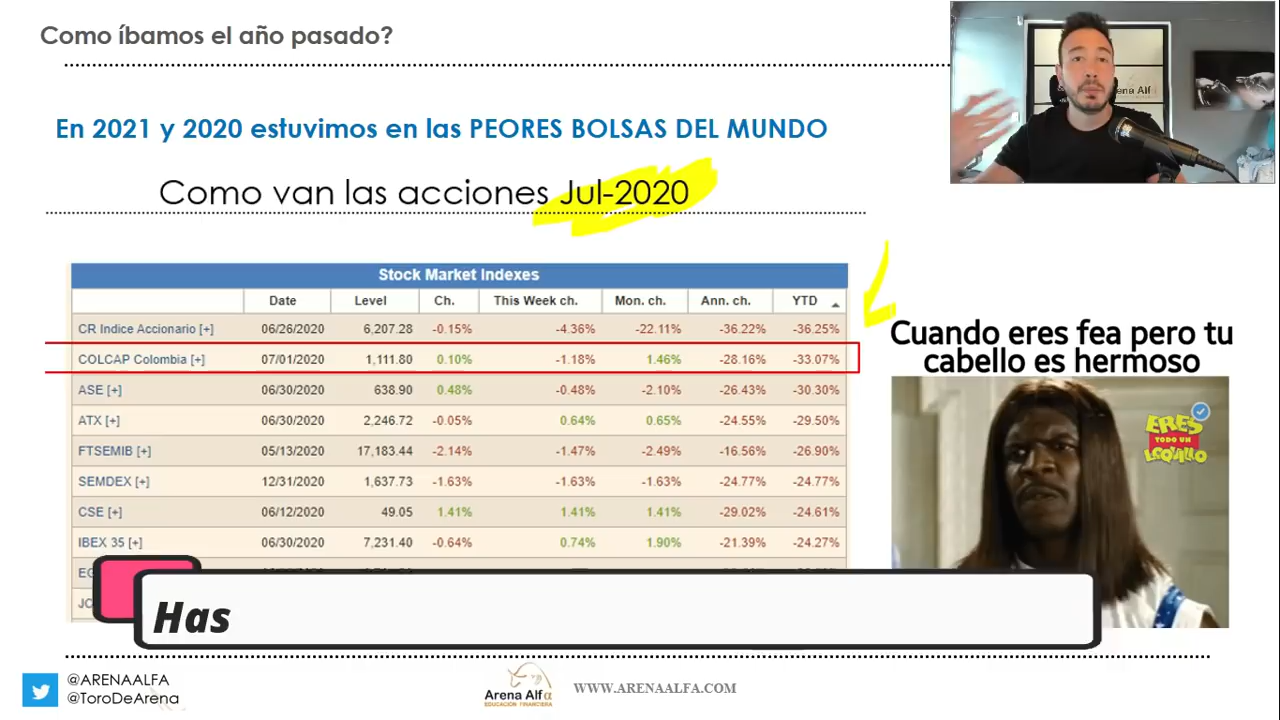 Como íbamos el año pasado?
En 2021 y 2020 estuvimos en las PEORES BOLSAS DEL MUNDO
Como van las acciones Jul-2020
Stock Market Indexes
Date Level Ch. This Week ch. Mon. ch. Ann. ch. YTD
CR Indice Accionario [+] 06/26/2020 6,207.28 -0.15% -4.36% -22.11% -36.22% -36.25%
COLCAP Colombia [+] 07/01/2020 1,111.80 0.10% -1.18% 1.46% -28.16% -33.07%
ASE [+] 06/30/2020 638.90 0.48% -0.48% -2.10% -26.43% -30.30%
ATX [+] 06/30/2020 2,246.72 -0.05% 0.64% 0.65% -24.55% -29.50%
FTSEMIB [+] 05/13/2020 17,183.44 -2.14% -1.47% -2.49% -16.56% -26.90%
SEMDEX [+] 12/31/2020 1,637.73 -1.63% -1.63% -1.63% -24.77% -24.77%
CSE [+] 06/12/2020 49.05 1.41% 1.41% 1.41% -29.02% -24.61%
IBEX 35 [+] 06/30/2020 7,231.40 -0.64% 0.74% 1.90% -21.39% -24.27%
Cuando eres fea pero tu
cabello es hermoso
ERES
TODO UN
LOQUILLO
Has
@ARENAALFA
@ToroDeArena
Arena Alfα
EDUCACIÓN FINANCIERA
WWW.ARENAALFA.COM